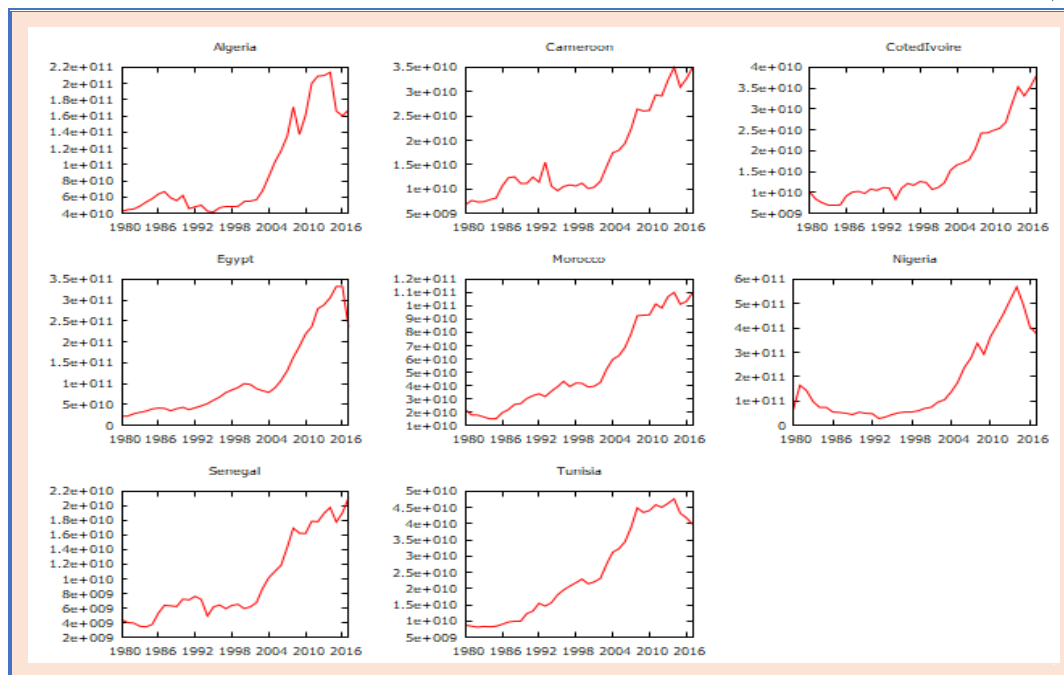 Algeria
2.2e+011
2e+011
1.8e+011
1.6e+011
1.4e+011
1.2e+011
1e+011
8e+010
6e+010
4e+010
1980 1986 1992 1998 2004 2010 2016
Cameroon
3.5e+010
3e+010
2.5e+010
2e+010
1.5e+010
1e+010
5e+009
1980 1986 1992 1998 2004 2010 2016
CotedIvoire
4e+010
3.5e+010
3e+010
2.5e+010
2e+010
1.5e+010
1e+010
5e+009
1980 1986 1992 1998 2004 2010 2016
Egypt
3.5e+011
3e+011
2.5e+011
2e+011
1.5e+011
1e+011
5e+010
0
1980 1986 1992 1998 2004 2010 2016
Morocco
1.2e+011
1.1e+011
1e+011
9e+010
8e+010
7e+010
6e+010
5e+010
4e+010
3e+010
2e+010
1e+010
1980 1986 1992 1998 2004 2010 2016
Nigeria
6e+011
5e+011
4e+011
3e+011
2e+011
1e+011
0
1980 1986 1992 1998 2004 2010 2016
Senegal
2.2e+010
2e+010
1.8e+010
1.6e+010
1.4e+010
1.2e+010
1e+010
8e+009
6e+009
4e+009
2e+009
1980 1986 1992 1998 2004 2010 2016
Tunisia
5e+010
4.5e+010
4e+010
3.5e+010
3e+010
2.5e+010
2e+010
1.5e+010
1e+010
5e+009
1980 1986 1992 1998 2004 2010 2016